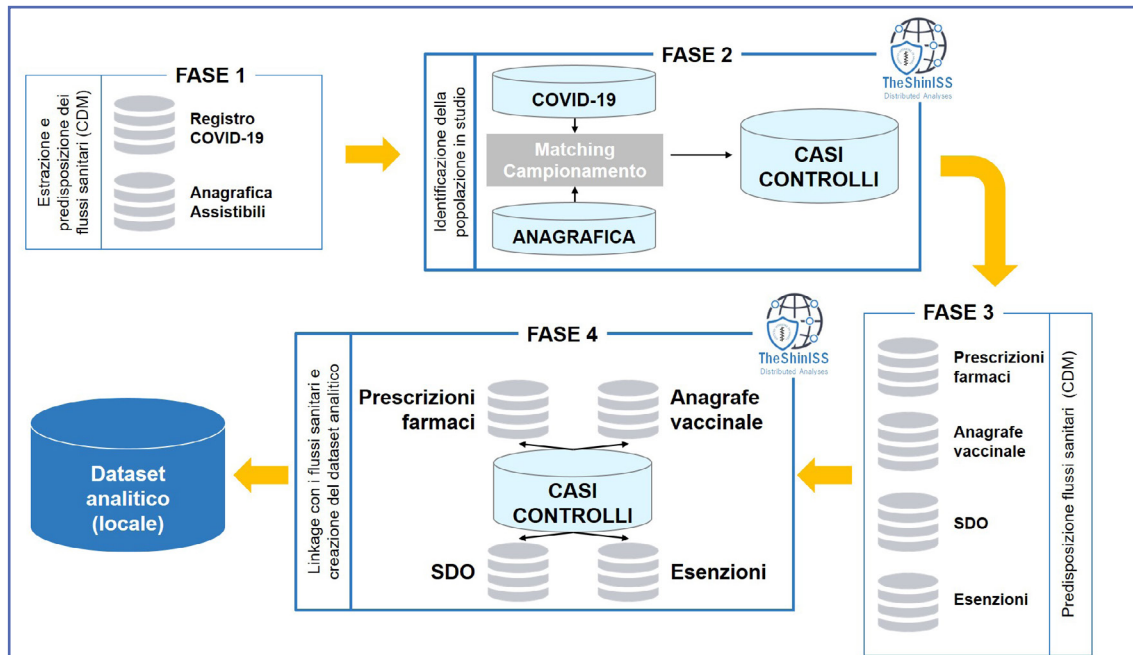 FASE 1
Estrazione e
predisposizione dei
flussi sanitari (CDM)
Registro
COVID-19
Anagrafica
Assistibili
FASE 2
TheShinISS
Distributed Analyses
Identificazione della
popolazione in studio
COVID-19
Matching
Campionamento
ANAGRAFICA
CASI
CONTROLLI
FASE 3
Prescrizioni
farmaci
Anagrafe
vaccinale
SDO
Esenzioni
Predisposizione flussi sanitari (CDM)
FASE 4
TheShinISS
Distributed Analyses
Linkage con i flussi sanitari e
creazione del dataset analitico
Prescrizioni
farmaci
Anagrafe
vaccinale
CASI
CONTROLLI
SDO
Esenzioni
Dataset
analitico
(locale)